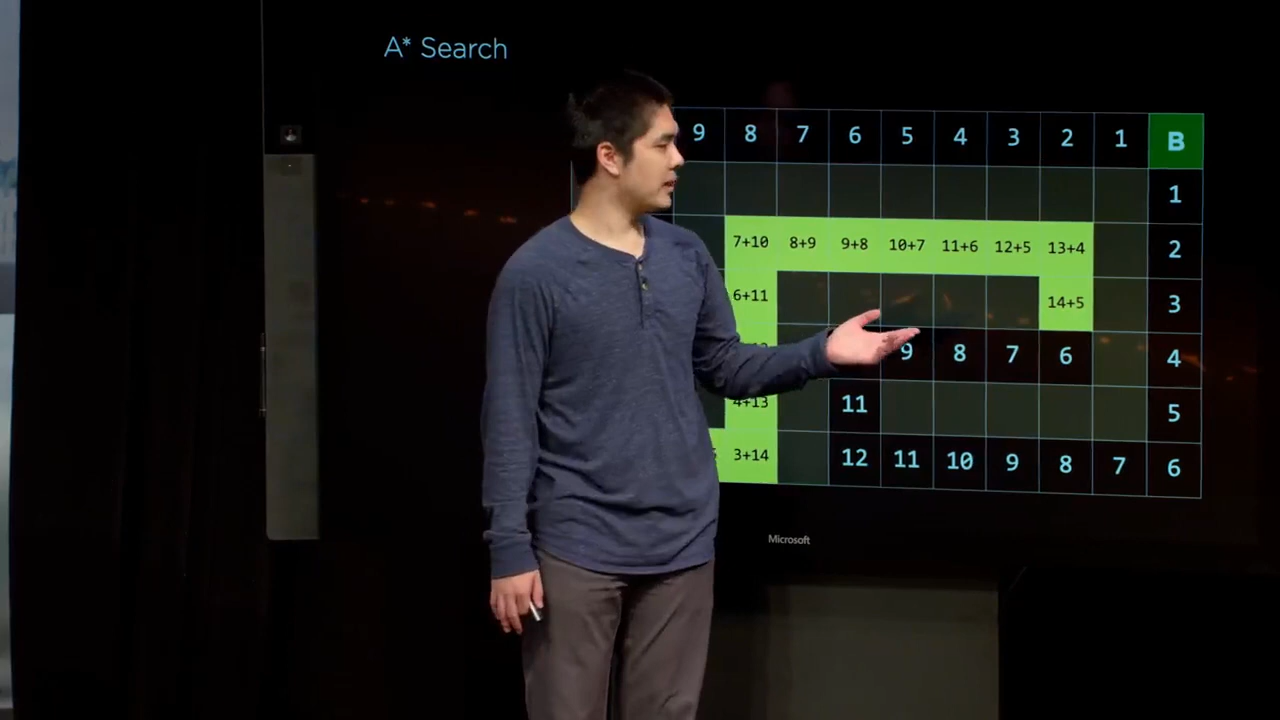 A* Search
9 8 7 6 5 4 3 2 1 B
1
7+10 8+9 9+8 10+7 11+6 12+5 13+4 2
6+11 14+5 3
9 8 7 6 4
4+13 11 5
3+14 12 11 10 9 8 7 6
Microsoft